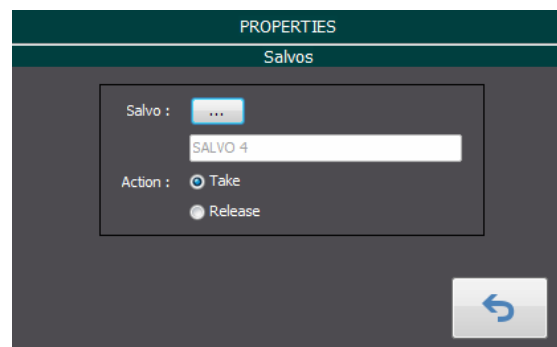 PROPERTIES
Salvos
Salvo : ...
SALVO 4
Action : Take
Release